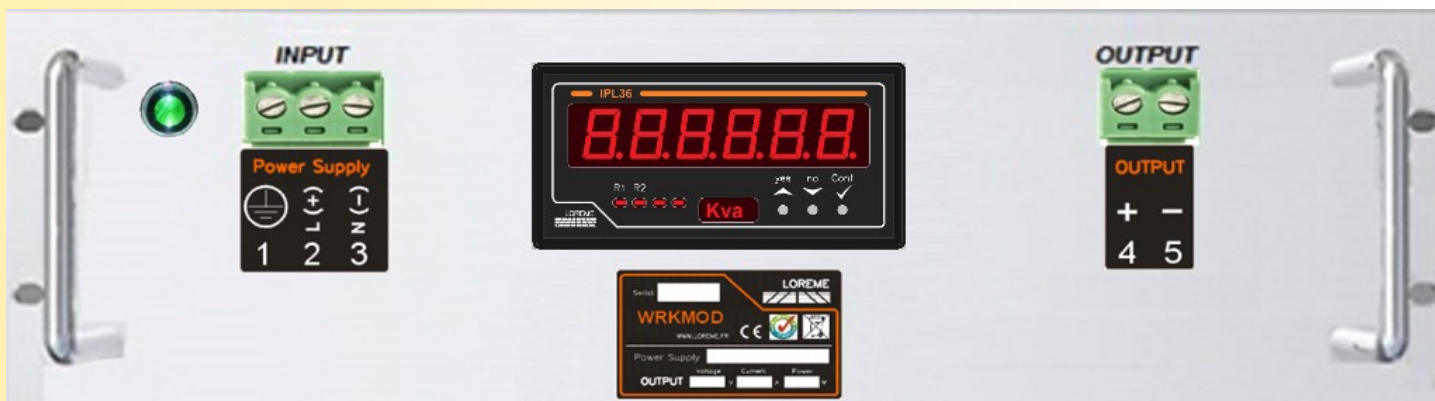 INPUT
OUTPUT
IPL36
8.8.8.8.8.8.
Power Supply
L (+)
N (-)
1 2 3
R1 R2
yes no Conf
LOREME
Kva
OUTPUT
+ -
4 5
Serial:
LOREME
WRKMOD
WWW.LOREME.FR
CE
Power Supply
Voltage Current Power
OUTPUT V A W